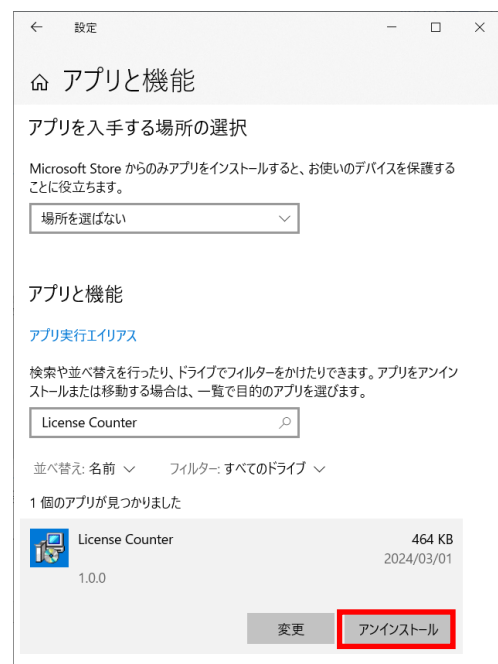 設定
アプリと機能
アプリを入手する場所の選択
Microsoft Store からのみアプリをインストールすると、お使いのデバイスを保護する
ことに役立ちます。
場所を選ばない
アプリと機能
アプリ実行エイリアス
検索や並べ替えを行ったり、ドライブでフィルターをかけたりできます。アプリをアンイン
ストールまたは移動する場合は、一覧で目的のアプリを選びます。
License Counter
並べ替え: 名前 フィルター: すべてのドライブ
1 個のアプリが見つかりました
License Counter 464 KB
2024/03/01
1.0.0
変更 アンインストール